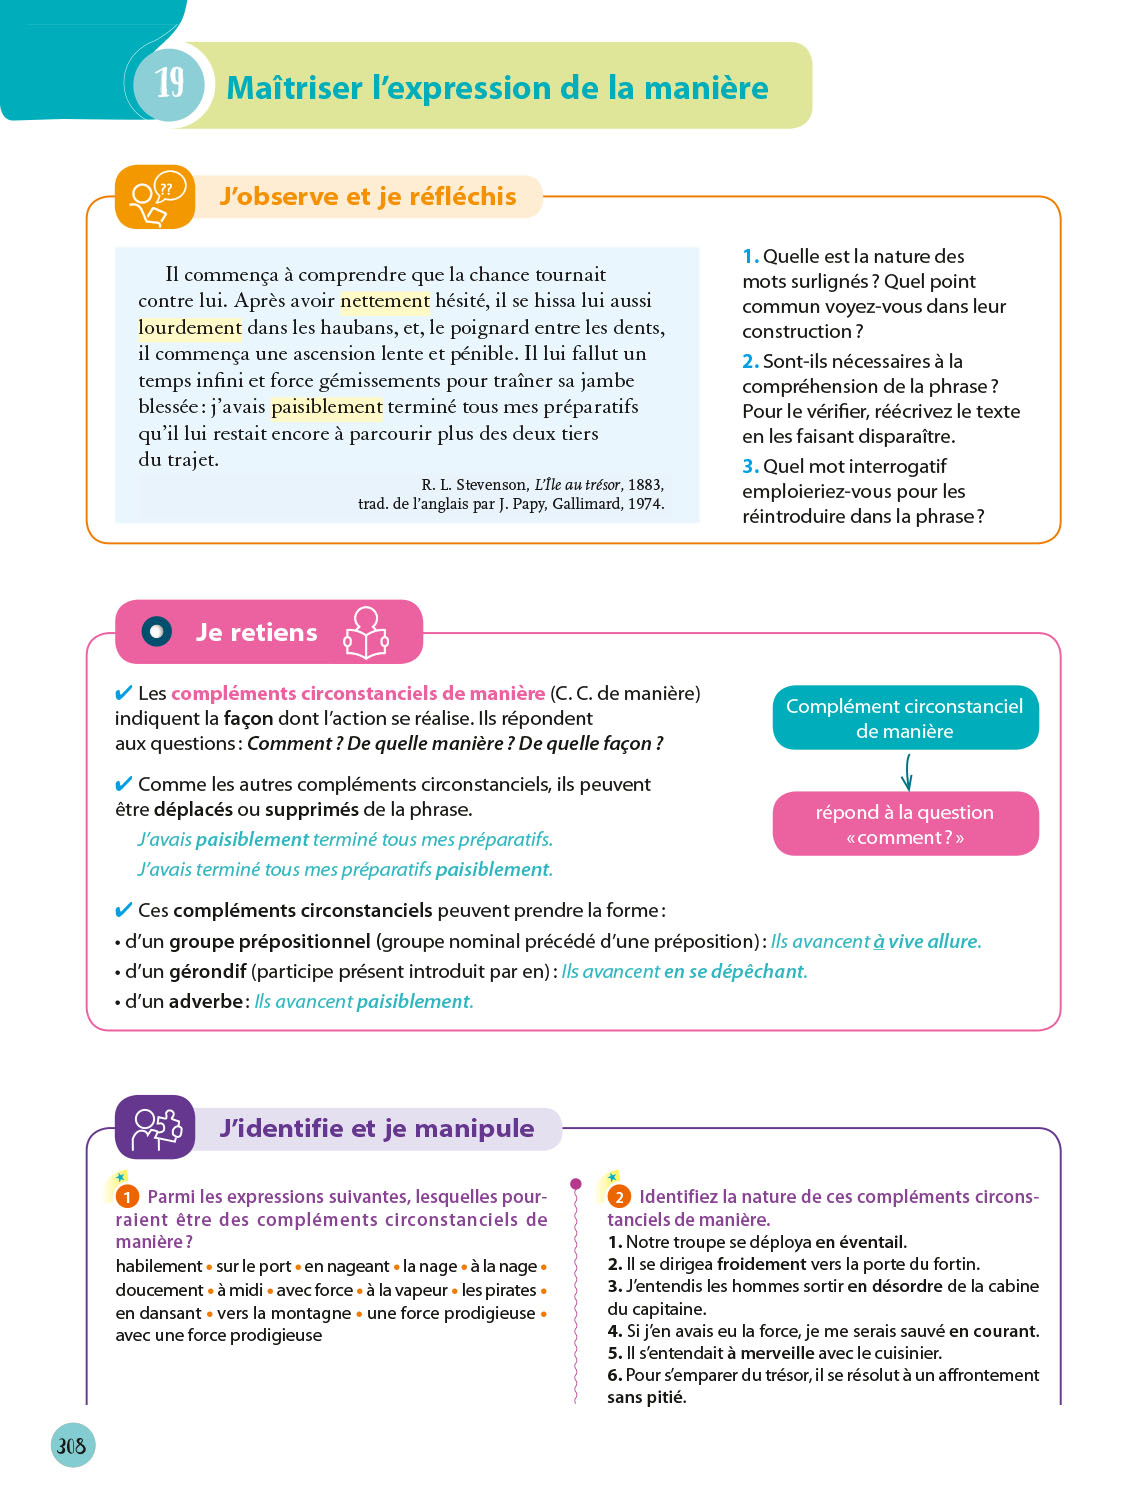 19
Maîtriser l’expression de la manière
??
J’observe et je réfléchis
Il commença à comprendre que la chance tournait
contre lui. Après avoir nettement hésité, il se hissa lui aussi
lourdement dans les haubans, et, le poignard entre les dents,
il commença une ascension lente et pénible. Il lui fallut un
temps infini et force gémissements pour traîner sa jambe
blessée : j’avais paisiblement terminé tous mes préparatifs
qu’il lui restait encore à parcourir plus des deux tiers
du trajet.
R. L. Stevenson, L’Île au trésor, 1883,
trad. de l’anglais par J. Papy, Gallimard, 1974.
1. Quelle est la nature des
mots surlignés ? Quel point
commun voyez-vous dans leur
construction ?
2. Sont-ils nécessaires à la
compréhension de la phrase ?
Pour le vérifier, réécrivez le texte
en les faisant disparaître.
3. Quel mot interrogatif
emploieriez-vous pour les
réintroduire dans la phrase ?
Je retiens
✔ Les compléments circonstanciels de manière (C. C. de manière)
indiquent la façon dont l’action se réalise. Ils répondent
aux questions : Comment ? De quelle manière ? De quelle façon ?
✔ Comme les autres compléments circonstanciels, ils peuvent
être déplacés ou supprimés de la phrase.
J’avais paisiblement terminé tous mes préparatifs.
J’avais terminé tous mes préparatifs paisiblement.
Complément circonstanciel
de manière
répond à la question
« comment ? »
✔ Ces compléments circonstanciels peuvent prendre la forme :
• d’un groupe prépositionnel (groupe nominal précédé d’une préposition) : Ils avancent à vive allure.
• d’un gérondif (participe présent introduit par en) : Ils avancent en se dépêchant.
• d’un adverbe : Ils avancent paisiblement.
J’identifie et je manipule
1 Parmi les expressions suivantes, lesquelles pour-
raient être des compléments circonstanciels de
manière ?
habilement • sur le port • en nageant • la nage • à la nage •
doucement • à midi • avec force • à la vapeur • les pirates •
en dansant • vers la montagne • une force prodigieuse •
avec une force prodigieuse
2 Identifiez la nature de ces compléments circons-
tanciels de manière.
1. Notre troupe se déploya en éventail.
2. Il se dirigea froidement vers la porte du fortin.
3. J’entendis les hommes sortir en désordre de la cabine
du capitaine.
4. Si j’en avais eu la force, je me serais sauvé en courant.
5. Il s’entendait à merveille avec le cuisinier.
6. Pour s’emparer du trésor, il se résolut à un affrontement
sans pitié.
308